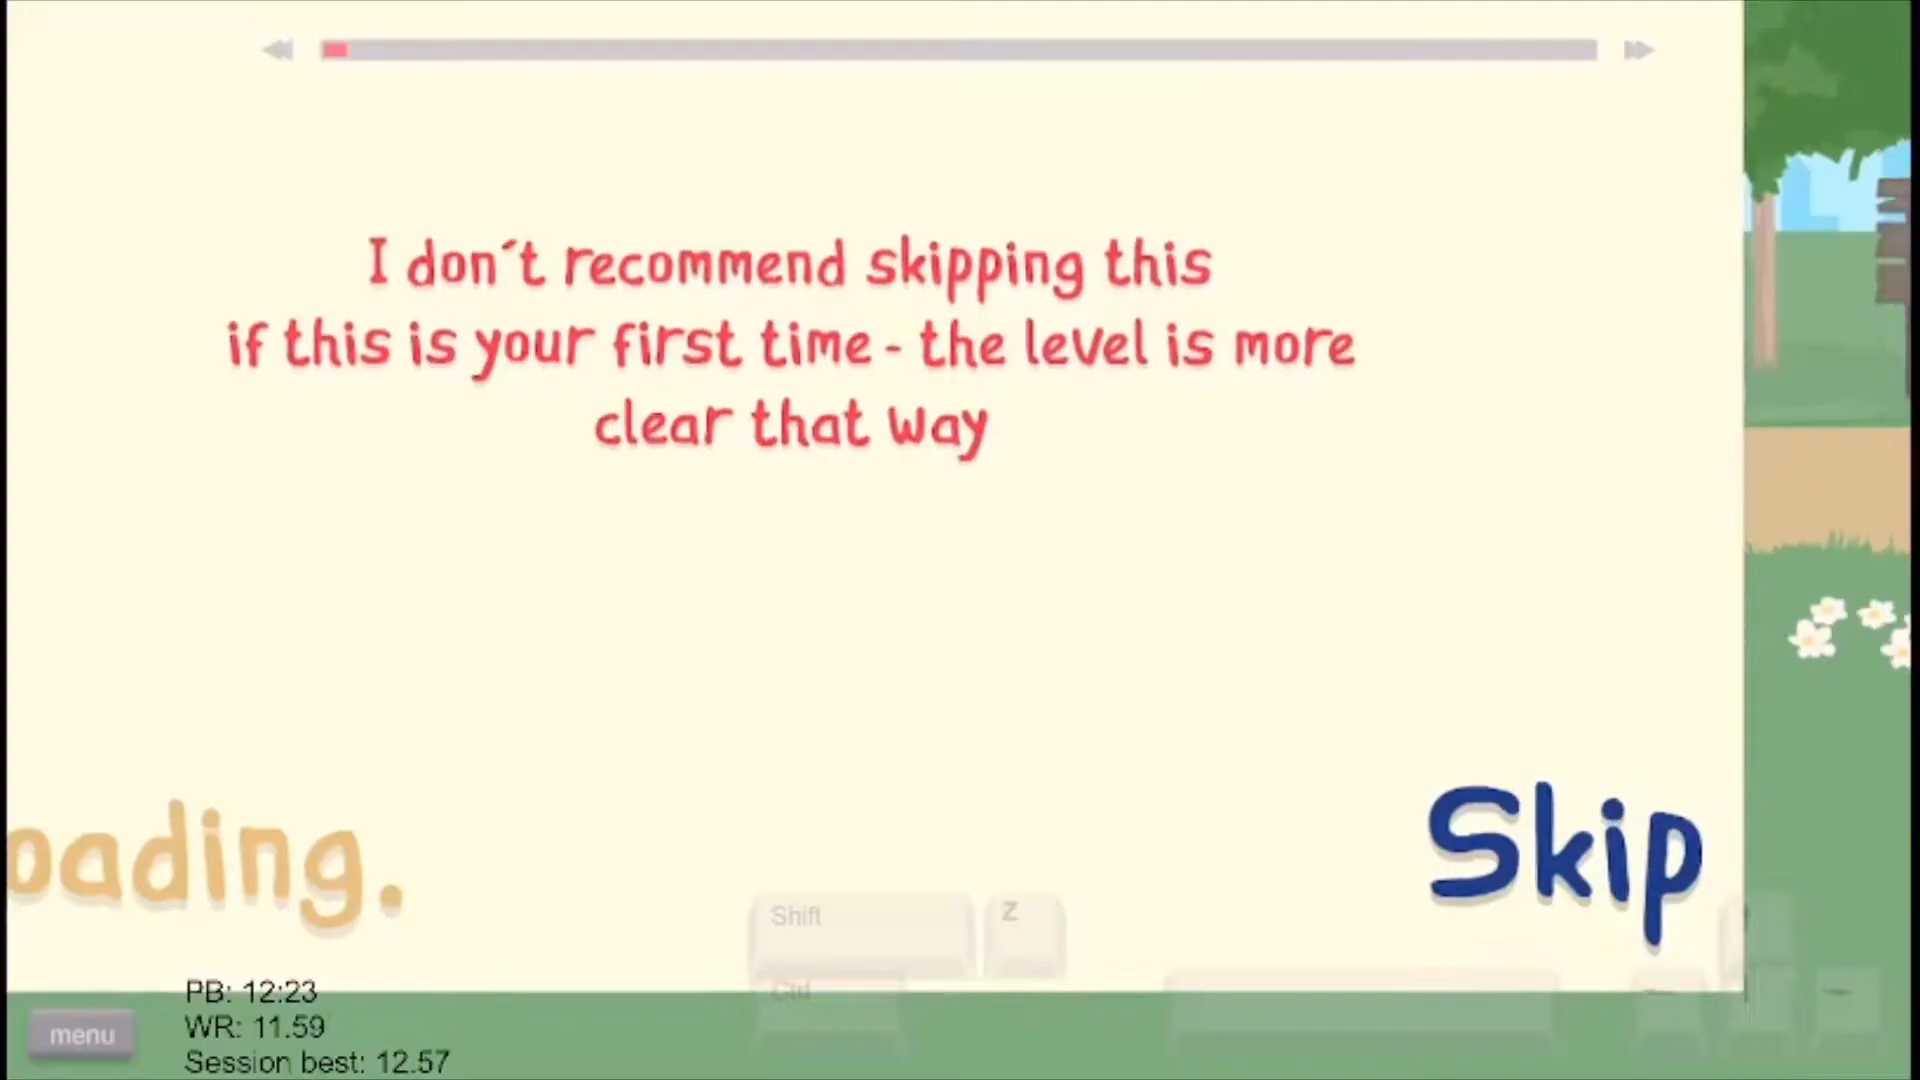 I don´t recommend skipping this
if this is your first time - the level is more
clear that way
oading.
Skip
Shift
Z
Ctrl
PB: 12:23
WR: 11.59
Session best: 12.57
menu